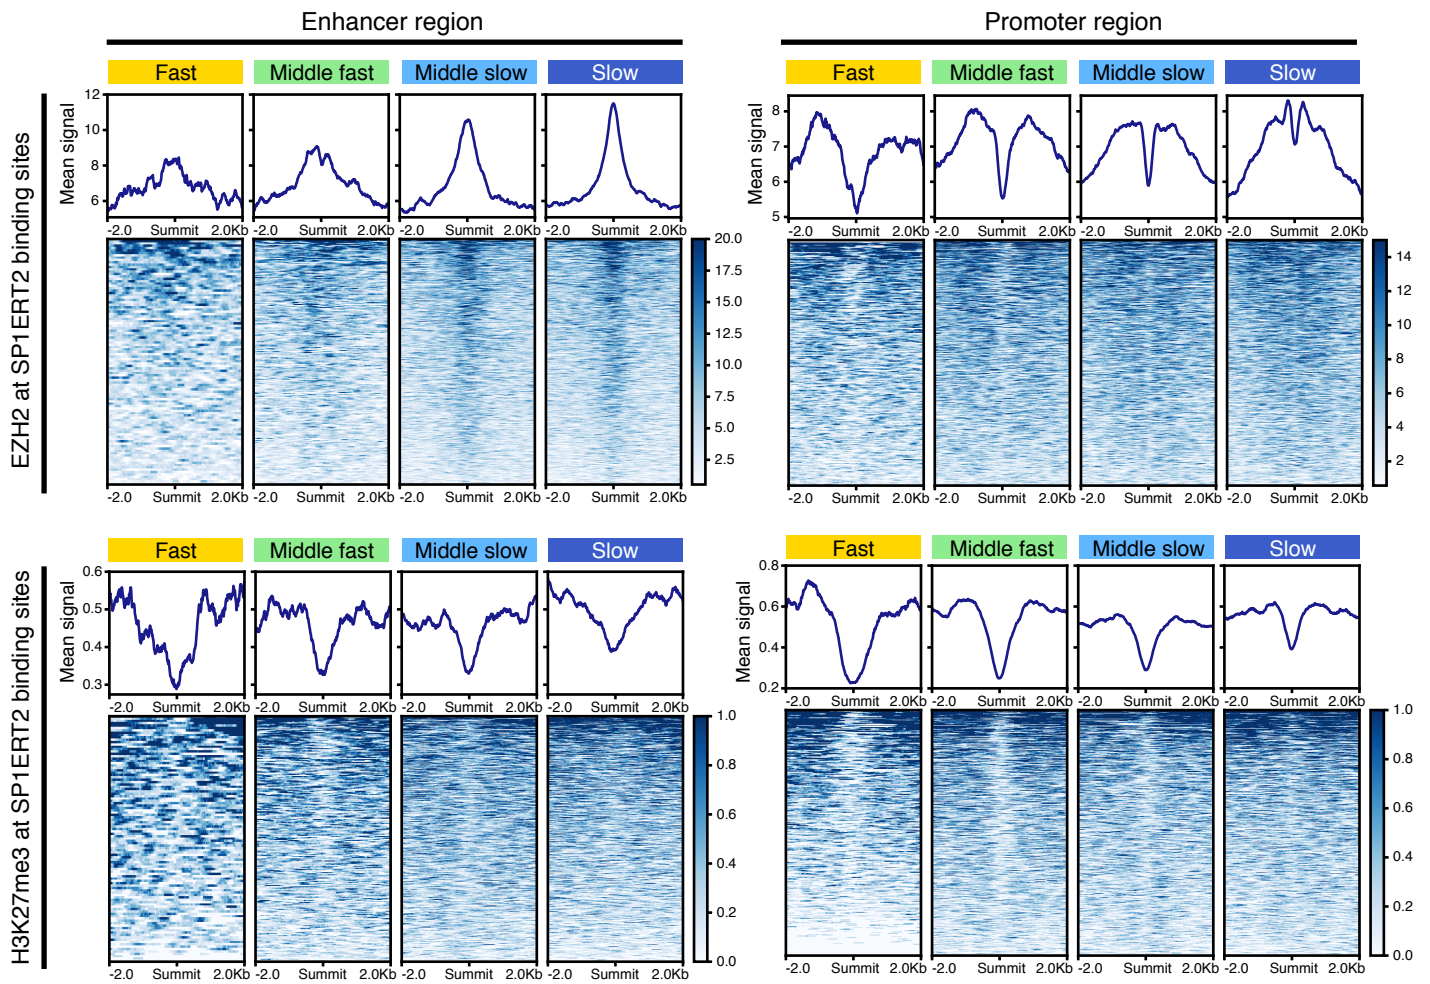 Enhancer region
Promoter region
Fast
Middle fast
Middle slow
Slow
Fast
Middle fast
Middle slow
Slow
EZH2 at SP1ERT2 binding sites
Mean signal
12
10
8
6
-2.0 Summit 2.0Kb
-2.0 Summit 2.0Kb
-2.0 Summit 2.0Kb
-2.0 Summit 2.0Kb
Mean signal
8
7
6
5
-2.0 Summit 2.0Kb
-2.0 Summit 2.0Kb
-2.0 Summit 2.0Kb
-2.0 Summit 2.0Kb
20.0
17.5
15.0
12.5
10.0
7.5
5.0
2.5
-2.0 Summit 2.0Kb
-2.0 Summit 2.0Kb
-2.0 Summit 2.0Kb
-2.0 Summit 2.0Kb
14
12
10
8
6
4
2
-2.0 Summit 2.0Kb
-2.0 Summit 2.0Kb
-2.0 Summit 2.0Kb
-2.0 Summit 2.0Kb
Fast
Middle fast
Middle slow
Slow
Fast
Middle fast
Middle slow
Slow
H3K27me3 at SP1ERT2 binding sites
Mean signal
0.6
0.5
0.4
0.3
-2.0 Summit 2.0Kb
-2.0 Summit 2.0Kb
-2.0 Summit 2.0Kb
-2.0 Summit 2.0Kb
Mean signal
0.8
0.6
0.4
0.2
-2.0 Summit 2.0Kb
-2.0 Summit 2.0Kb
-2.0 Summit 2.0Kb
-2.0 Summit 2.0Kb
1.0
0.8
0.6
0.4
0.2
0.0
-2.0 Summit 2.0Kb
-2.0 Summit 2.0Kb
-2.0 Summit 2.0Kb
-2.0 Summit 2.0Kb
1.0
0.8
0.6
0.4
0.2
0.0
-2.0 Summit 2.0Kb
-2.0 Summit 2.0Kb
-2.0 Summit 2.0Kb
-2.0 Summit 2.0Kb